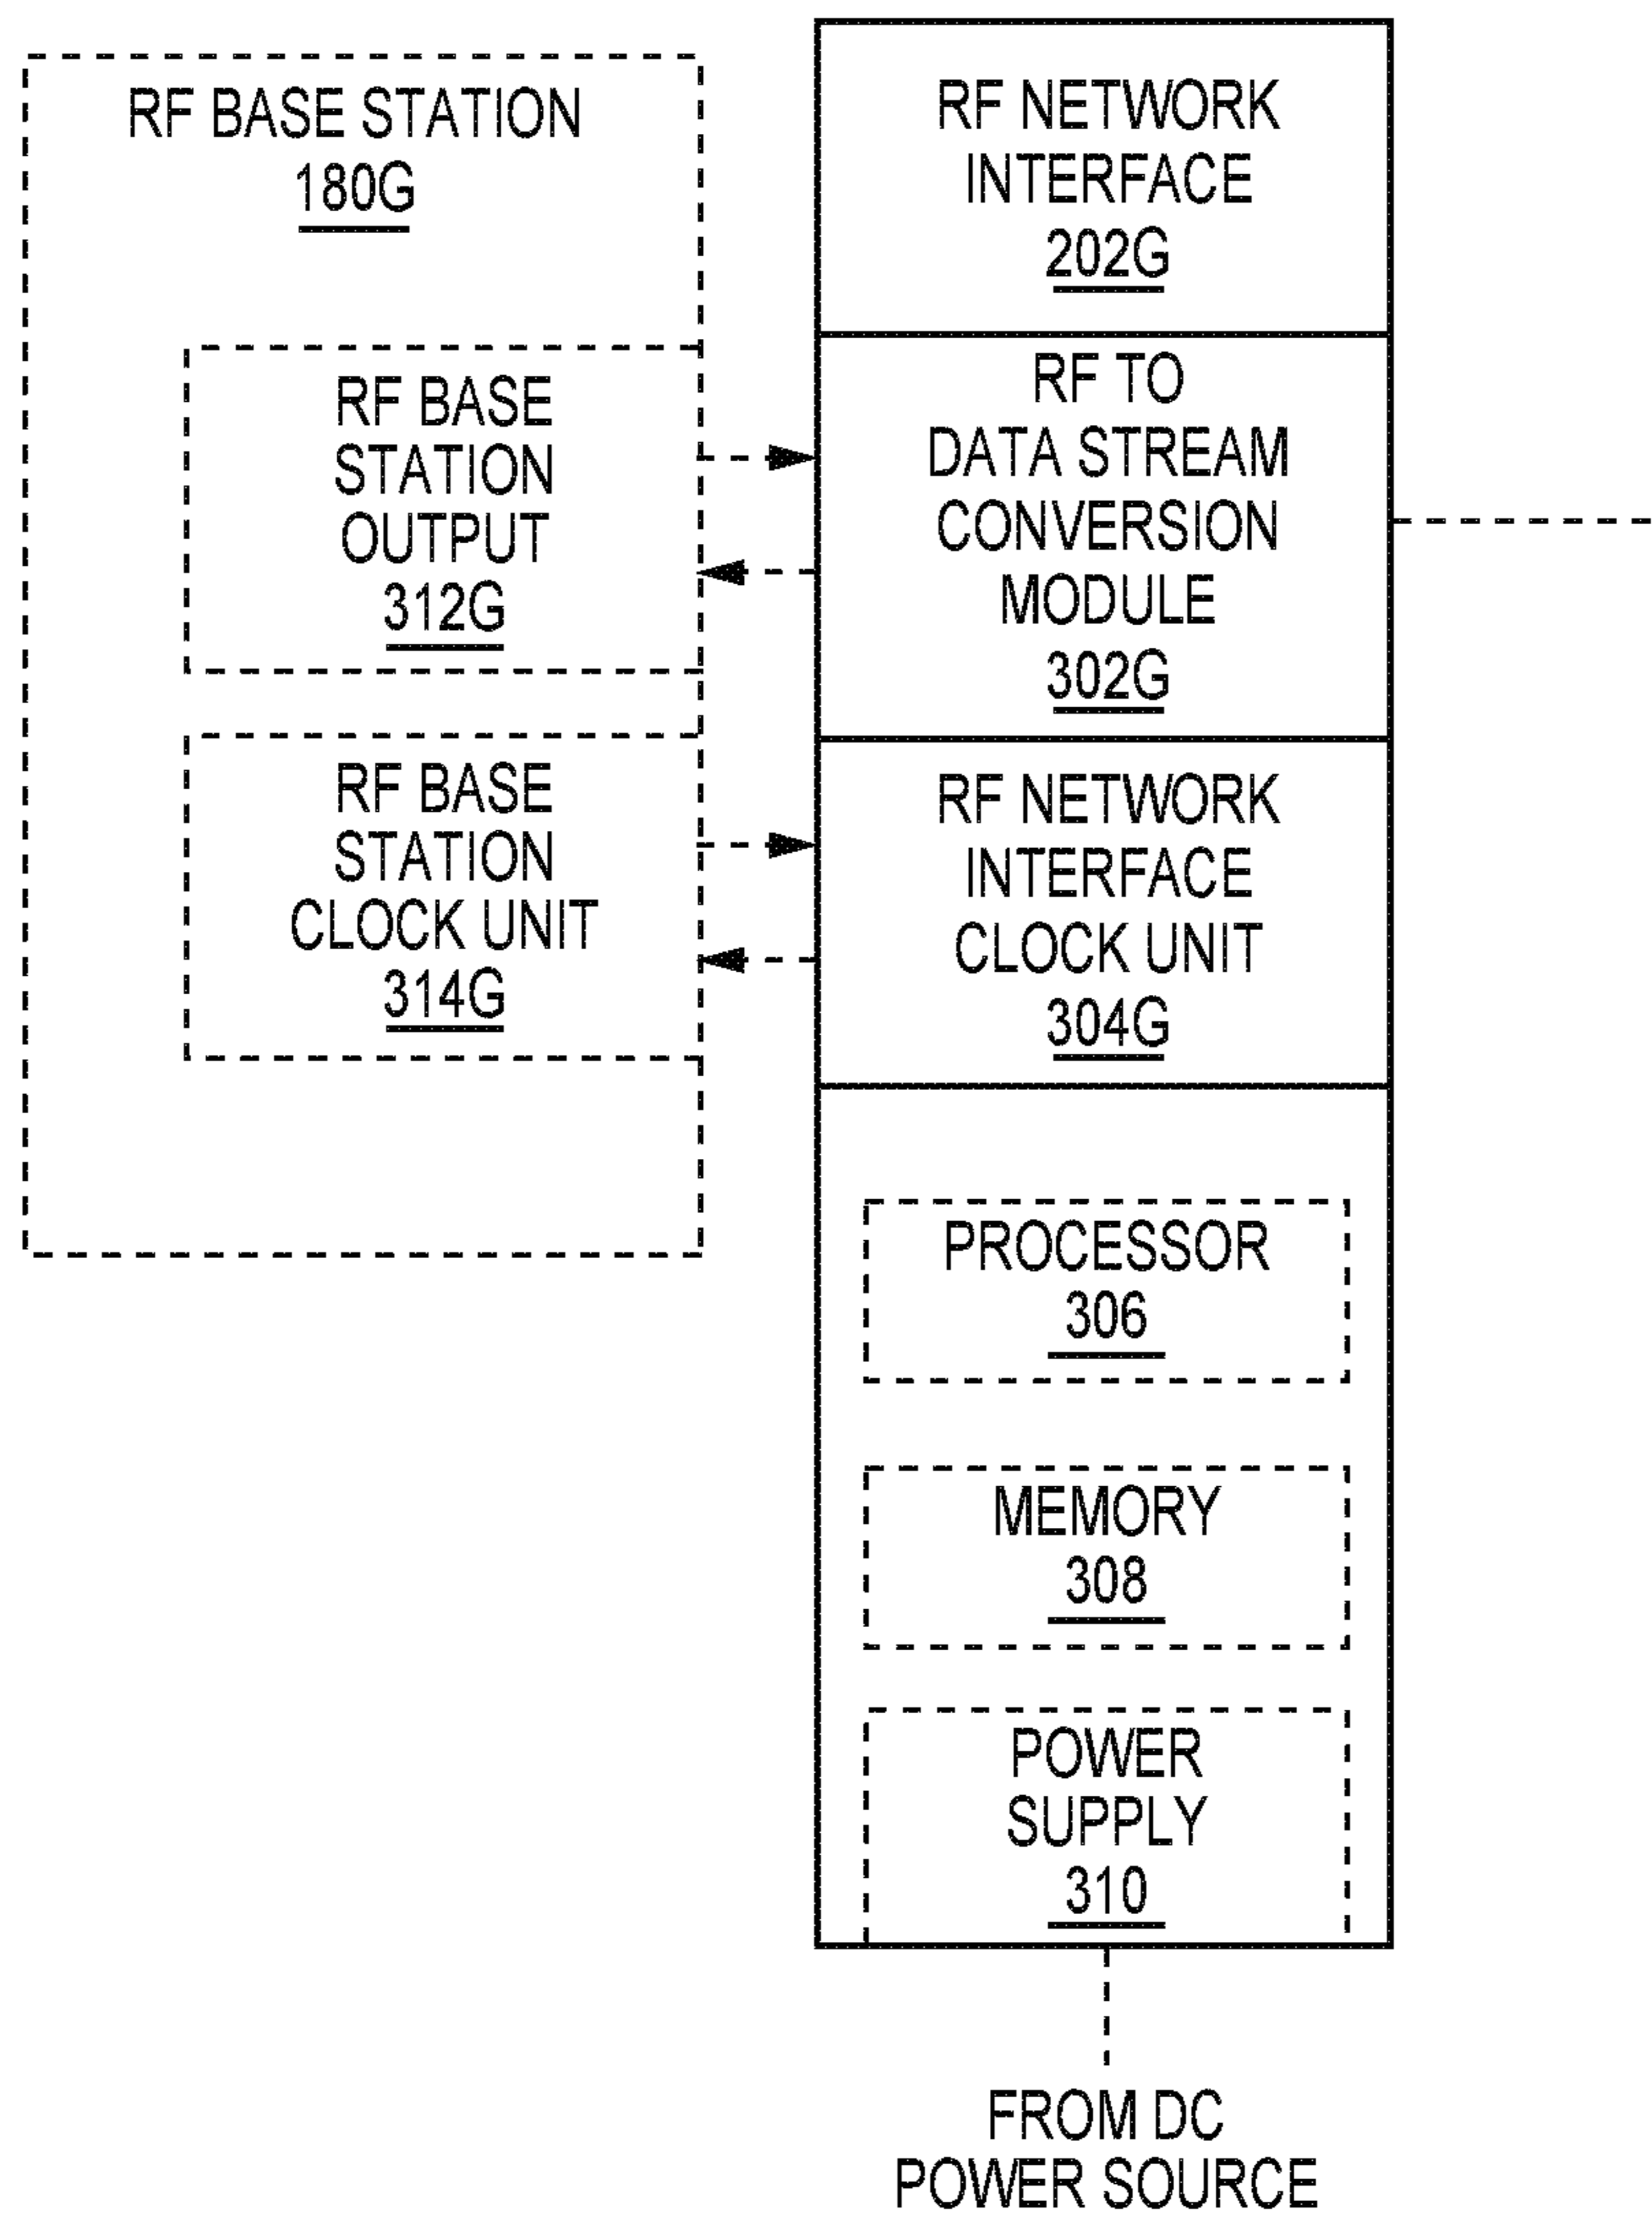 RF BASE STATION
180G
RF BASE
STATION
OUTPUT
312G
RF BASE
STATION
CLOCK UNIT
314G
RF NETWORK
INTERFACE
202G
RF TO
DATA STREAM
CONVERSION
MODULE
302G
RF NETWORK
INTERFACE
CLOCK UNIT
304G
PROCESSOR
306
MEMORY
308
POWER
SUPPLY
310
FROM DC
POWER SOURCE